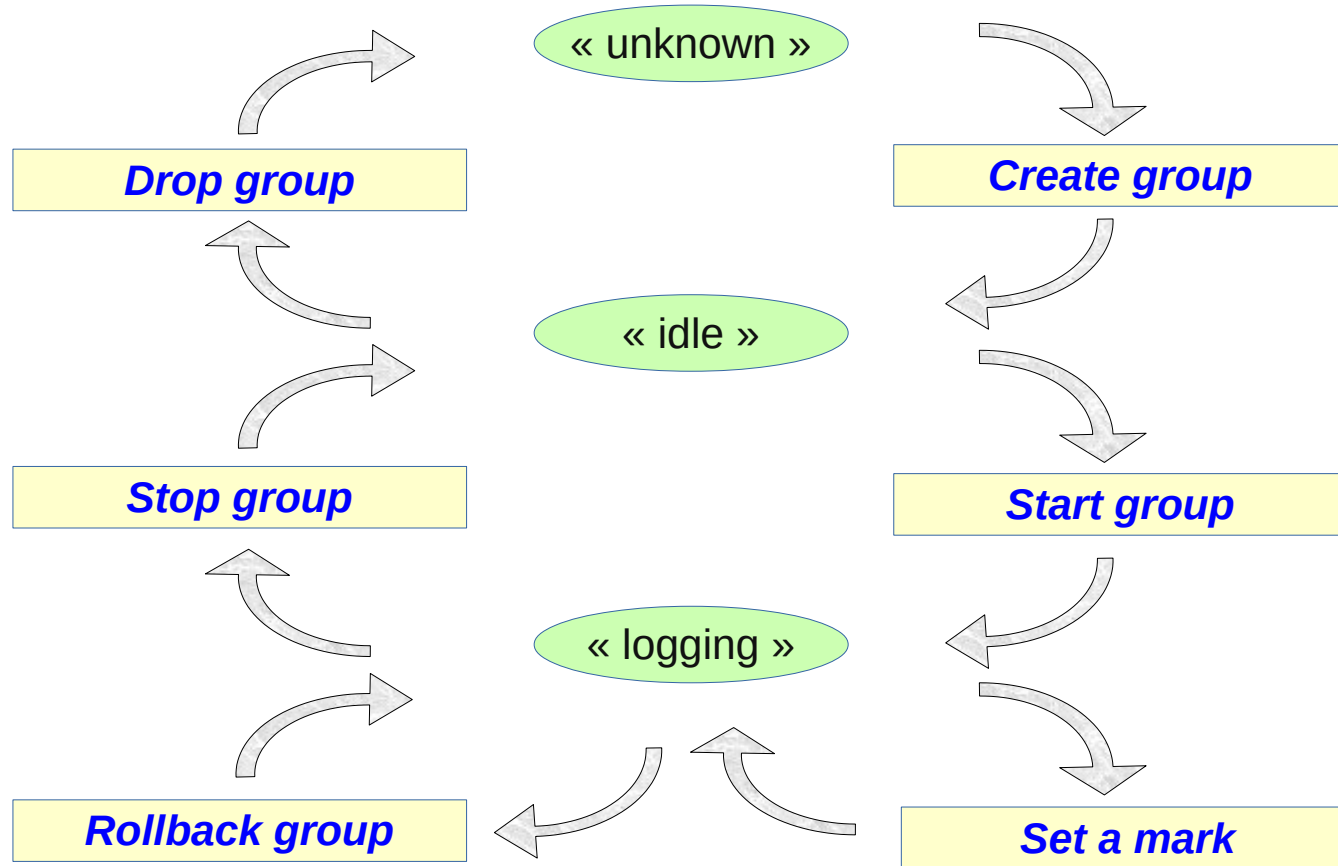 « unknown »
Drop group
Create group
« idle »
Stop group
Start group
« logging »
Rollback group
Set a mark